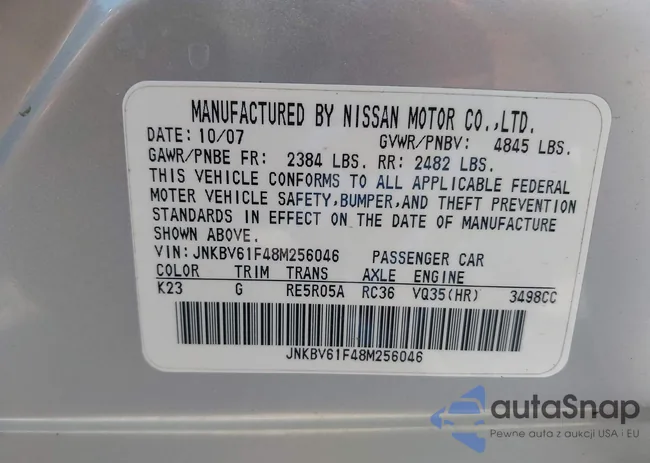 MANUFACTURED BY NISSAN MOTOR CO.,LTD.
DATE: 10/07 GVWR/PNBV: 4845 LBS.
GAWR/PNBE FR: 2384 LBS. RR: 2482 LBS.
THIS VEHICLE CONFORMS TO ALL APPLICABLE FEDERAL
MOTER VEHICLE SAFETY,BUMPER,AND THEFT PREVENTION
STANDARDS IN EFFECT ON THE DATE OF MANUFACTURE
SHOWN ABOVE.
VIN: JNKBV61F48M256046 PASSENGER CAR
COLOR TRIM TRANS AXLE ENGINE
K23 G RE5R05A RC36 VQ35(HR) 3498CC
JNKBV61F48M256046
autaSnap
Pewne auta z aukcji USA i EU